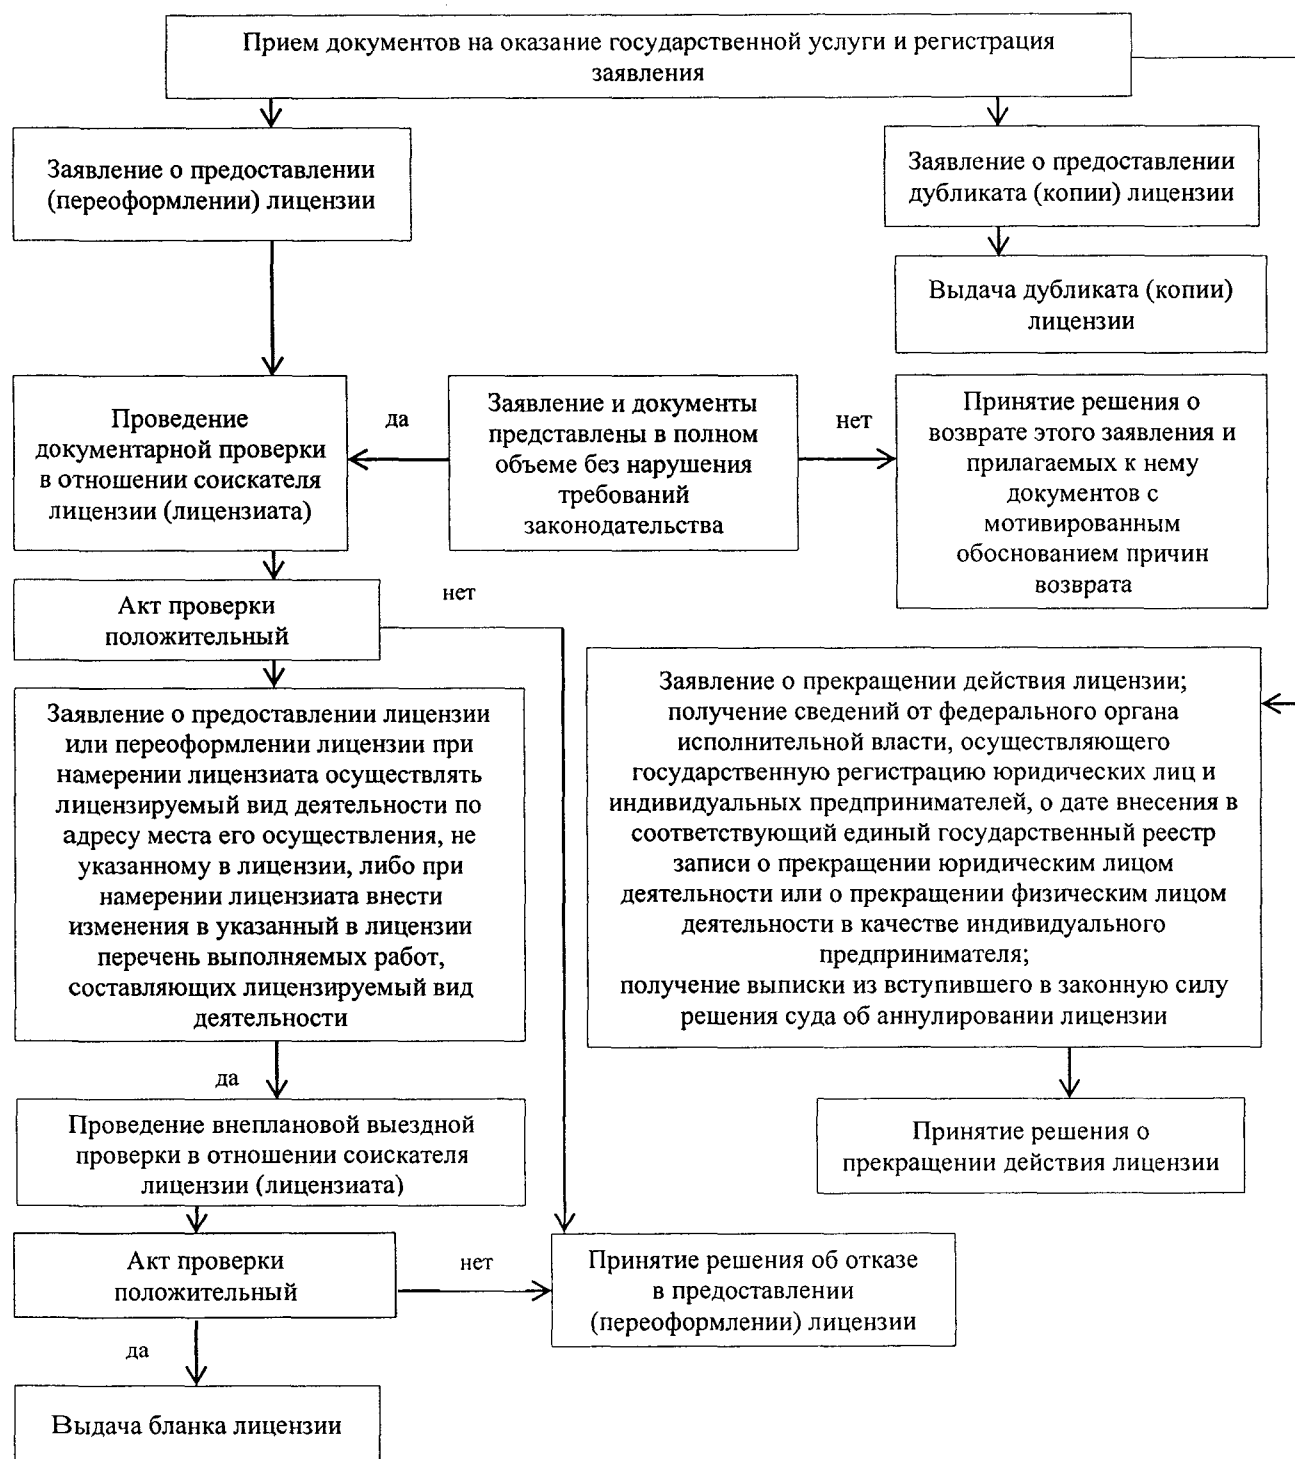 Прием документов на оказание государственной услуги и регистрация
заявления
Заявление о предоставлении
(переоформлении) лицензии
Заявление о предоставлении
дубликата (копии) лицензии
Выдача дубликата (копии)
лицензии
Проведение
документарной проверки
в отношении соискателя
лицензии (лицензиата)
да
Заявление и документы
представлены в полном
объеме без нарушения
требований
законодательства
нет
Принятие решения о
возврате этого заявления и
прилагаемых к нему
документов с
мотивированным
обоснованием причин
возврата
Акт проверки
положительный
нет
Заявление о предоставлении лицензии
или переоформлении лицензии при
намерении лицензиата осуществлять
лицензируемый вид деятельности по
адресу места его осуществления, не
указанному в лицензии, либо при
намерении лицензиата внести
изменения в указанный в лицензии
перечень выполняемых работ,
составляющих лицензируемый вид
деятельности
Заявление о прекращении действия лицензии;
получение сведений от федерального органа
исполнительной власти, осуществляющего
государственную регистрацию юридических лиц и
индивидуальных предпринимателей, о дате внесения в
соответствующий единый государственный реестр
записи о прекращении юридическим лицом
деятельности или о прекращении физическим лицом
деятельности в качестве индивидуального
предпринимателя;
получение выписки из вступившего в законную силу
решения суда об аннулировании лицензии
да
Проведение внеплановой выездной
проверки в отношении соискателя
лицензии (лицензиата)
Принятие решения о
прекращении действия лицензии
Акт проверки
положительный
нет
Принятие решения об отказе
в предоставлении
(переоформлении) лицензии
да
Выдача бланка лицензии